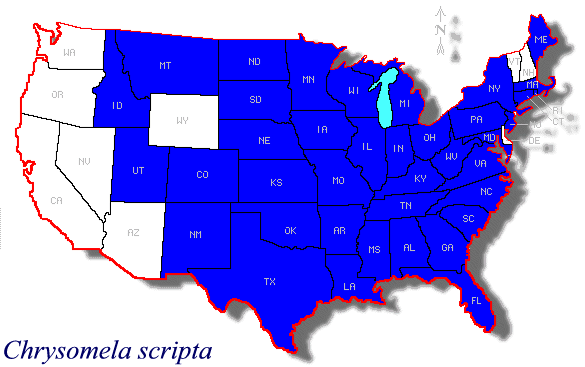 N
WA
MT
ND
MN
ME
VT
NH
OR
ID
SD
WI
MI
NY
MA
RI
CT
WY
NE
IA
PA
NJ
NV
UT
CO
KS
MO
IL
IN
OH
WV
VA
MD
DE
CA
KY
NC
AZ
NM
OK
AR
TN
SC
TX
LA
MS
AL
GA
FL
Chrysomela scripta